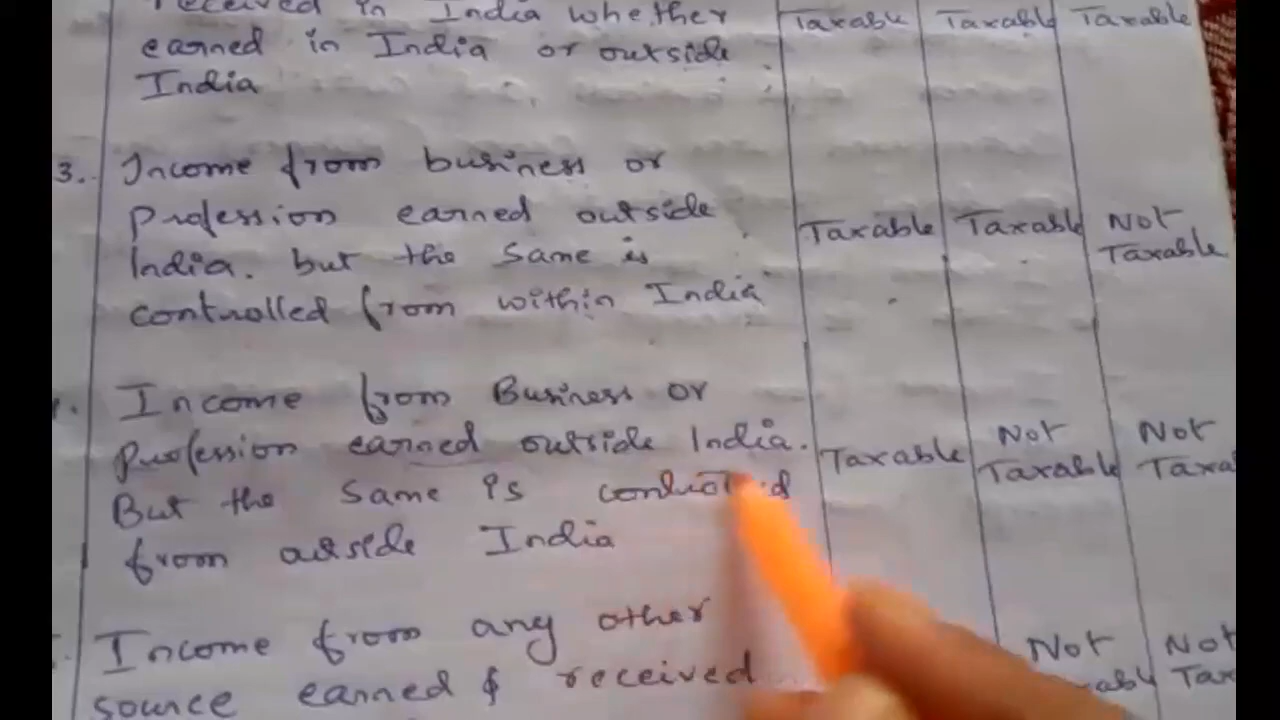 received in India whether Taxable Taxable Taxable
earned in India or outside
India
3. Income from business or
Profession earned outside Taxable Taxable Not
India. but the same is Taxable
controlled from within India
Income from Business or
Profession earned outside India. Taxable Not Not
But the same is Taxable
from outside India
Income from any other Not Not
source earned & received